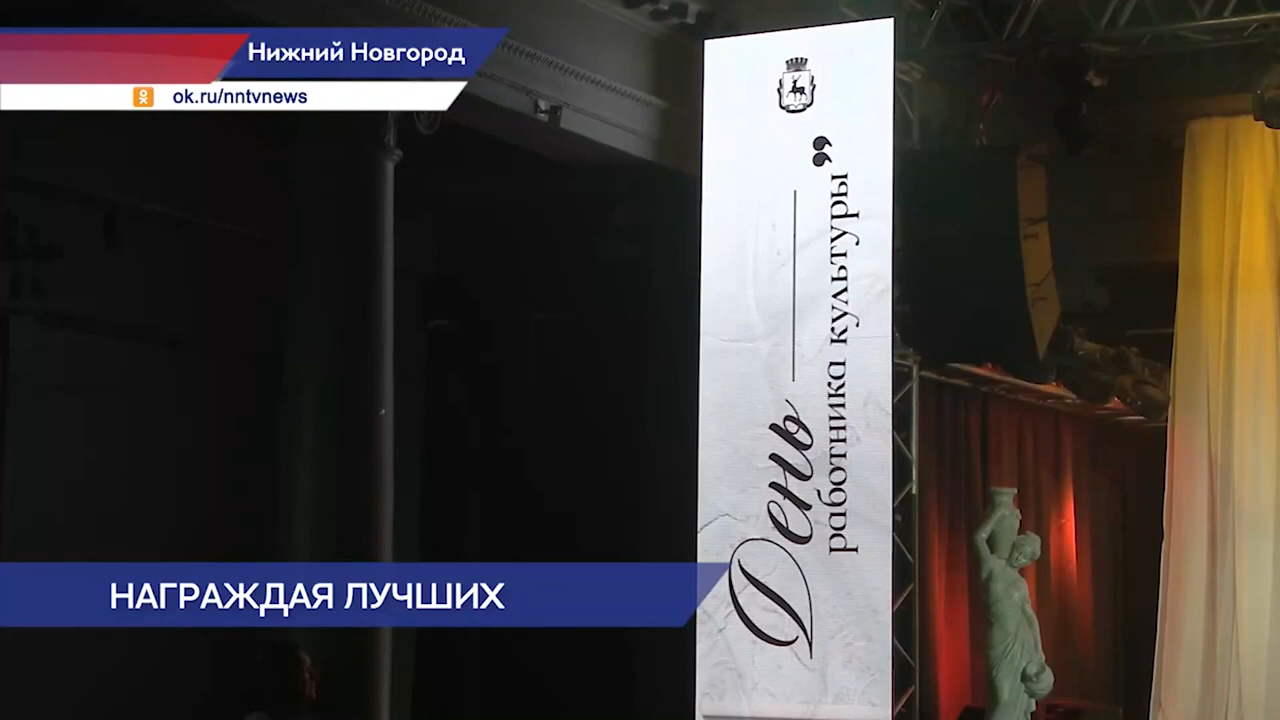 Нижний Новгород
ok.ru/nntvnews
День
работника культуры”
НАГРАЖДАЯ ЛУЧШИХ